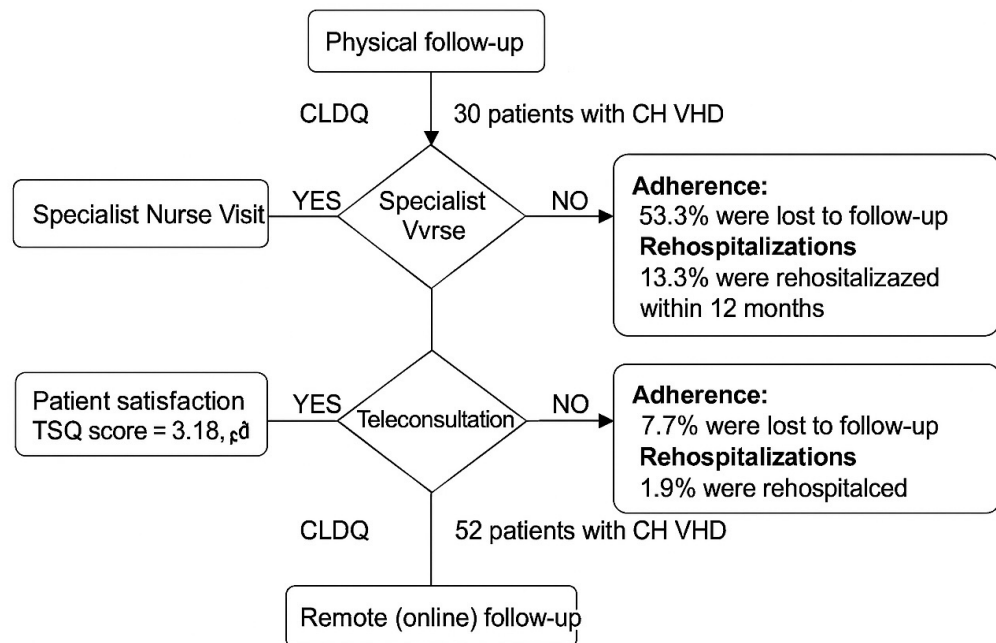 Physical follow-up
CLDQ
30 patients with CH VHD
Specialist Nurse Visit
YES
Specialist
Vvrse
NO
Adherence:
53.3% were lost to follow-up
Rehospitalizations
13.3% were rehositalizazed
within 12 months
Patient satisfaction
TSQ score = 3.18,
YES
Teleconsultation
NO
Adherence:
7.7% were lost to follow-up
Rehospitalizations
1.9% were rehospitalced
CLDQ
52 patients with CH VHD
Remote (online) follow-up